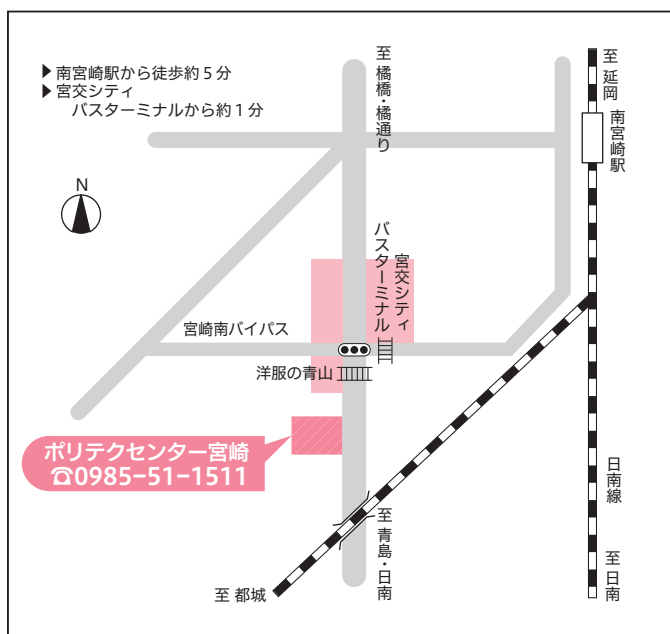 ▶南宮崎駅から徒歩約5分
▶宮交シティ
バスターミナルから約1分
至 橘橋・橘通り
至 延岡
南宮崎駅
N
宮交シティ
バスターミナル
宮崎南バイパス
洋服の青山
ポリテクセンター宮崎
☎0985-51-1511
至 青島・日南
日南線
至 都城
至 日南